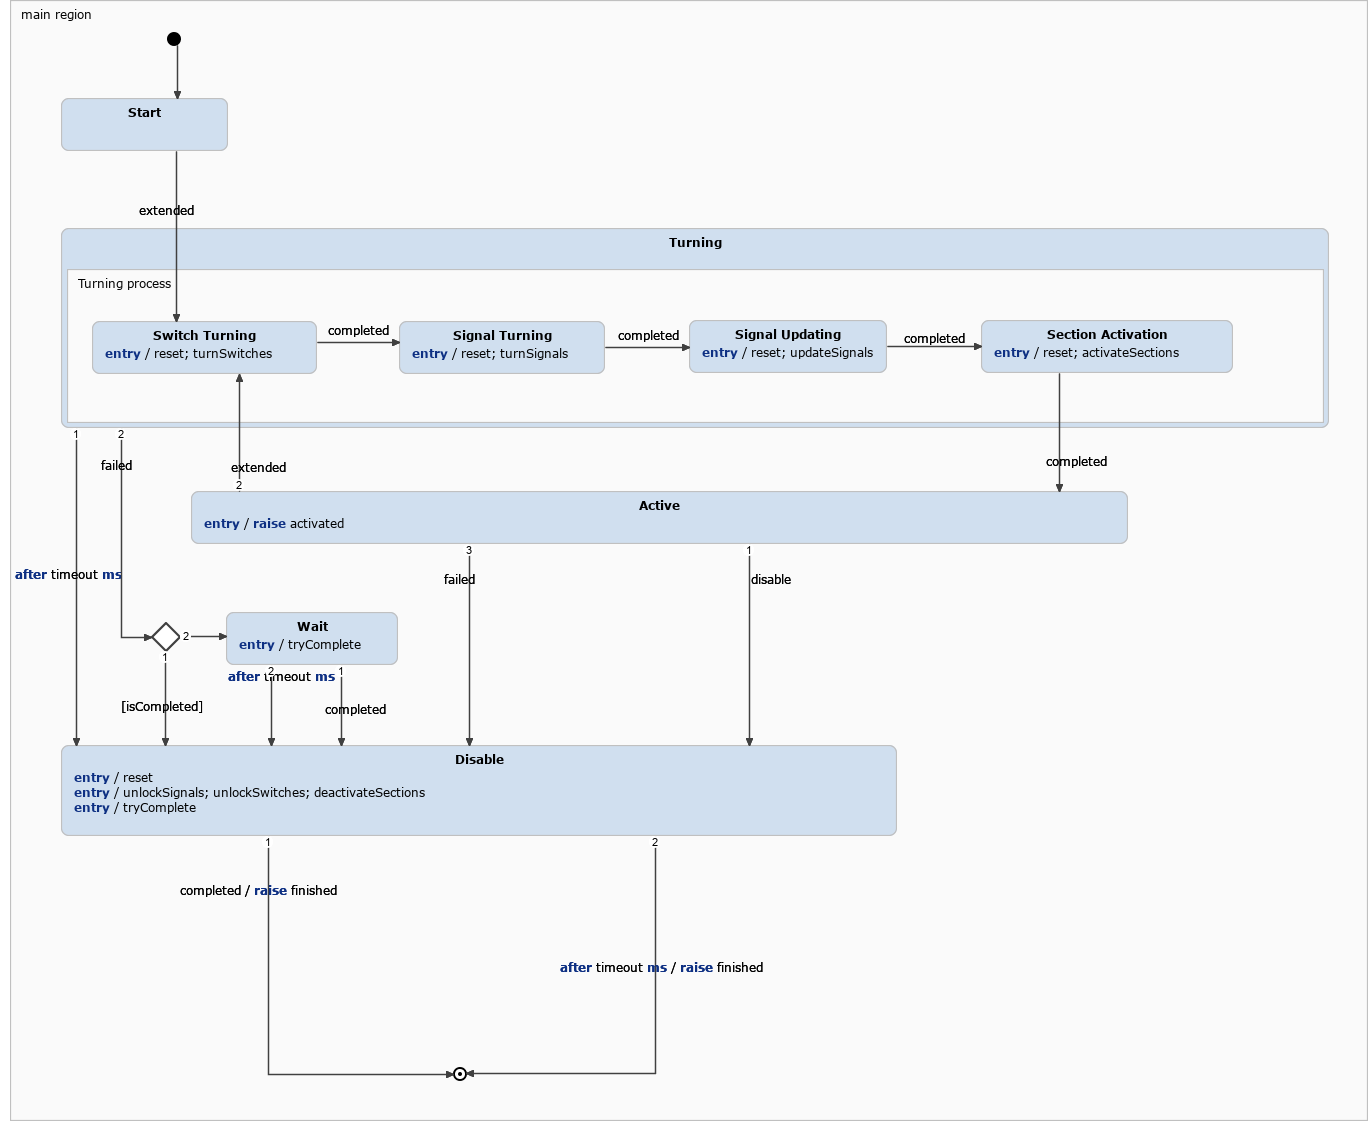 main region
Start
extended
Turning
Turning process
Switch Turning
entry / reset; turnSwitches
completed
Signal Turning
entry / reset; turnSignals
completed
Signal Updating
entry / reset; updateSignals
completed
Section Activation
entry / reset; activateSections
1
2
failed
extended
2
completed
Active
entry / raise activated
3
failed
1
disable
after timeout ms
2
1
[isCompleted]
Wait
entry / tryComplete
2
1
after timeout ms
completed
Disable
entry / reset
entry / unlockSignals; unlockSwitches; deactivateSections
entry / tryComplete
1
2
completed / raise finished
after timeout ms / raise finished